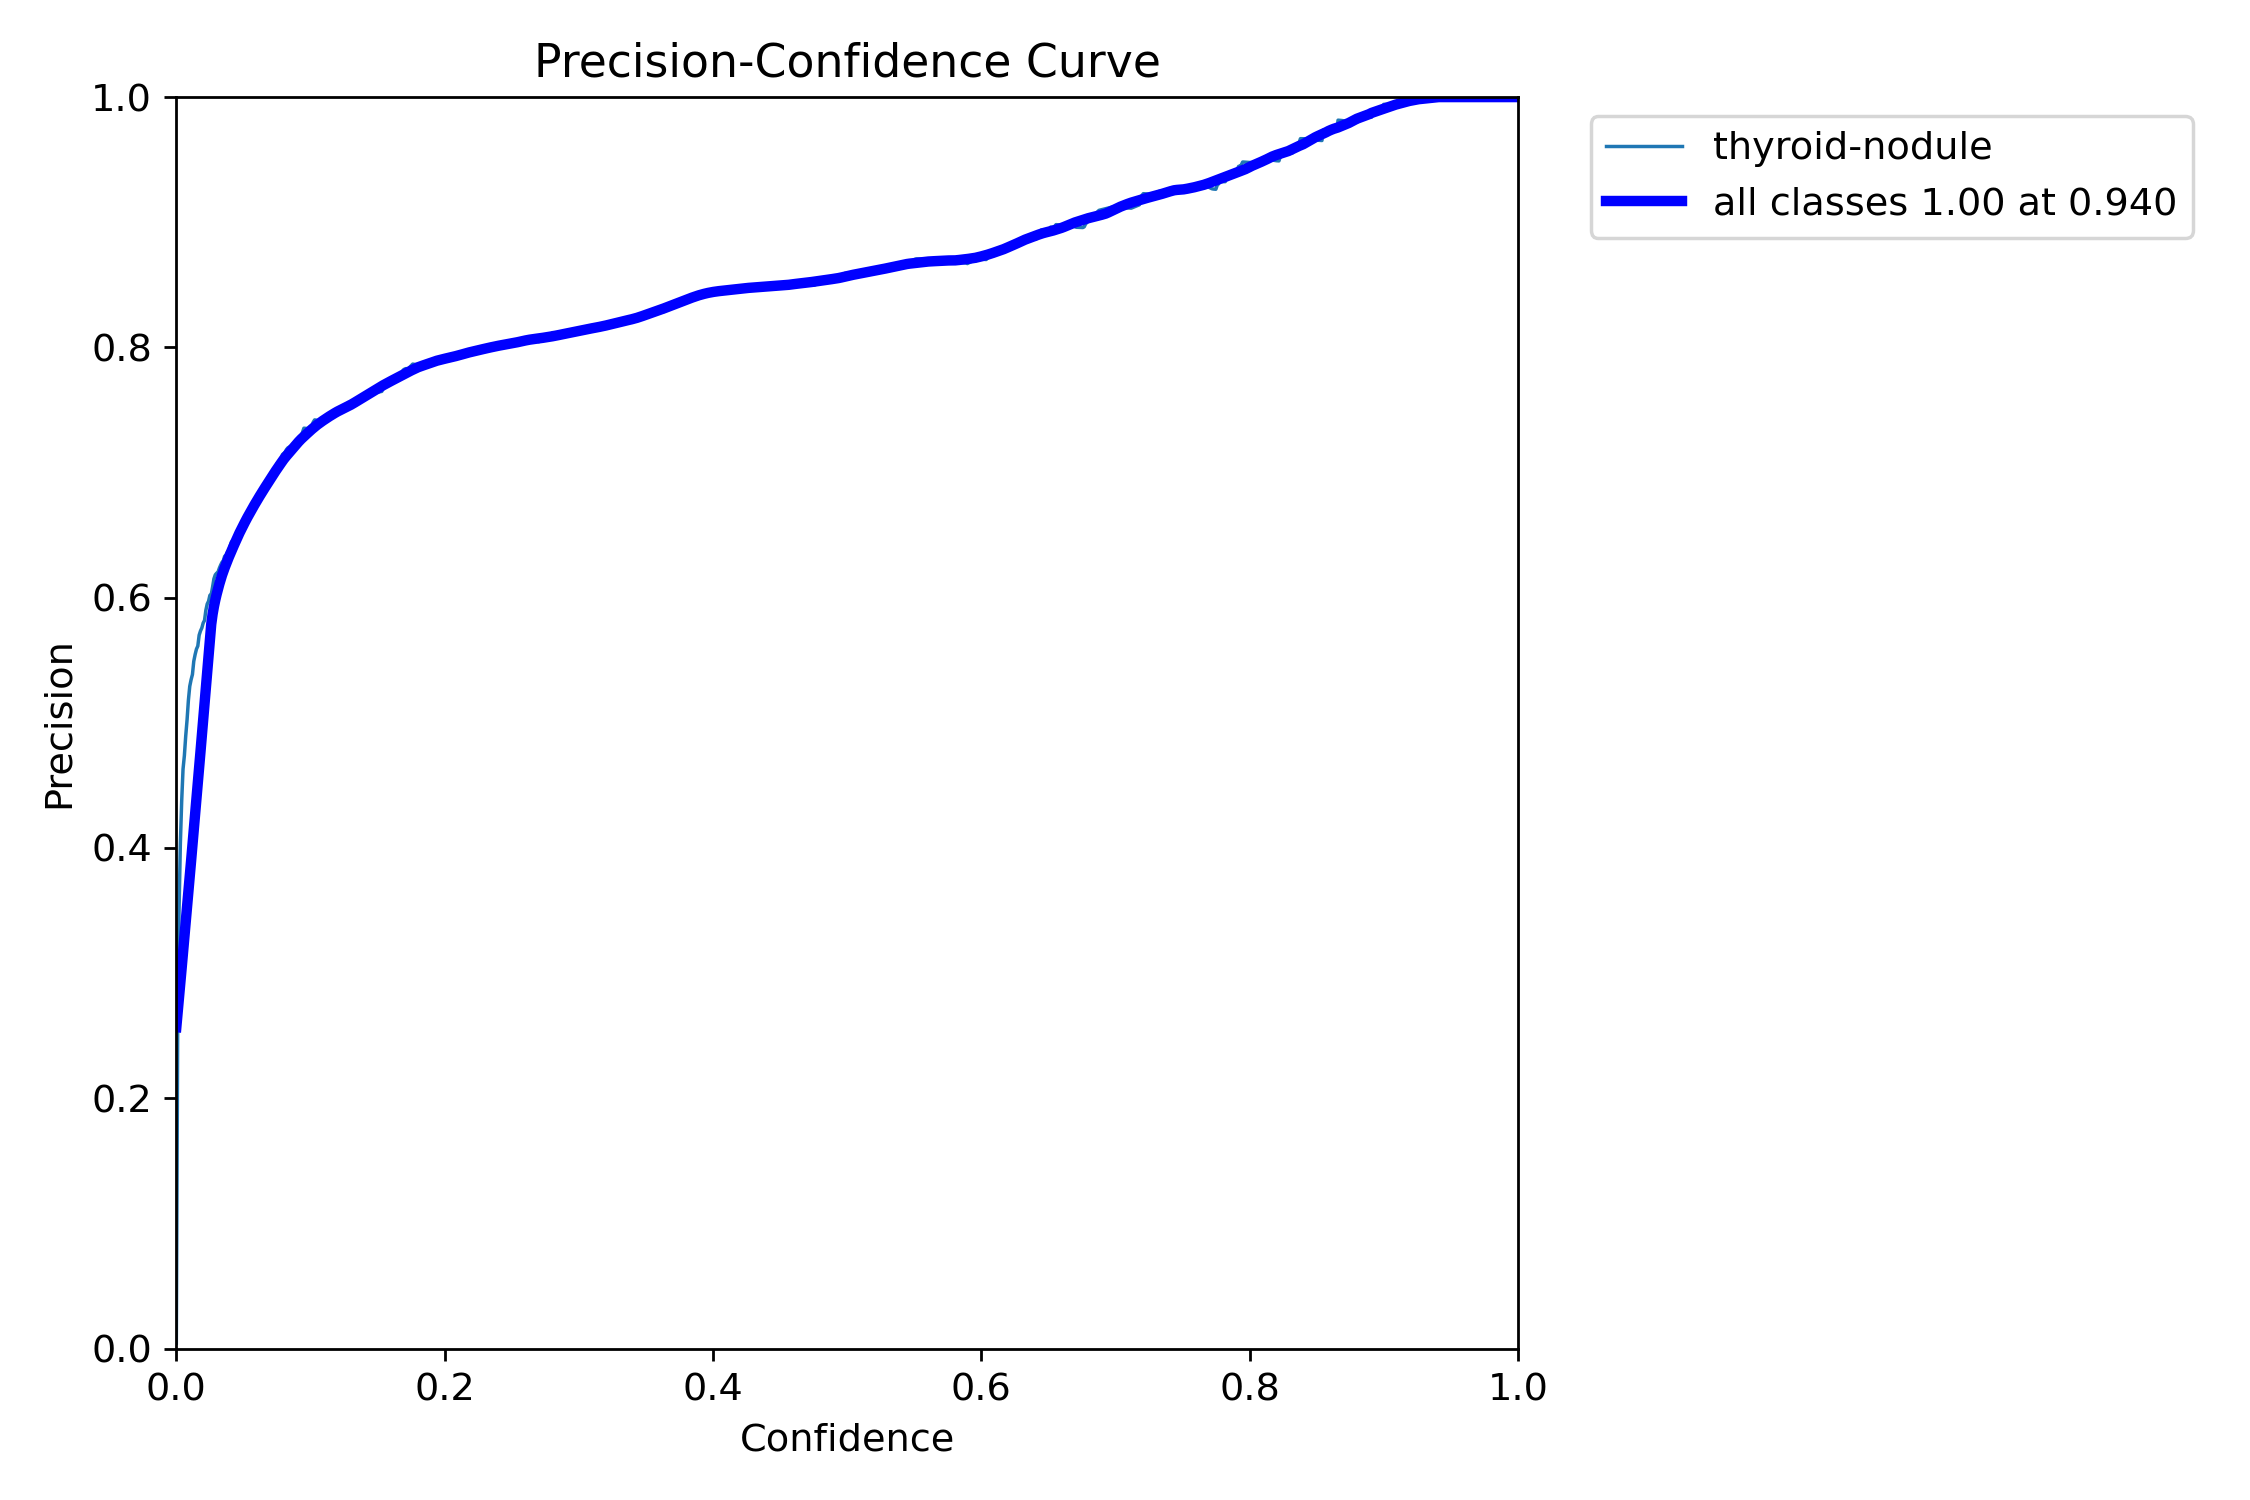 Precision-Confidence Curve
1.0
0.8
0.6
0.4
0.2
0.0
Precision
0.0 0.2 0.4 0.6 0.8 1.0
Confidence
thyroid-nodule
all classes 1.00 at 0.940